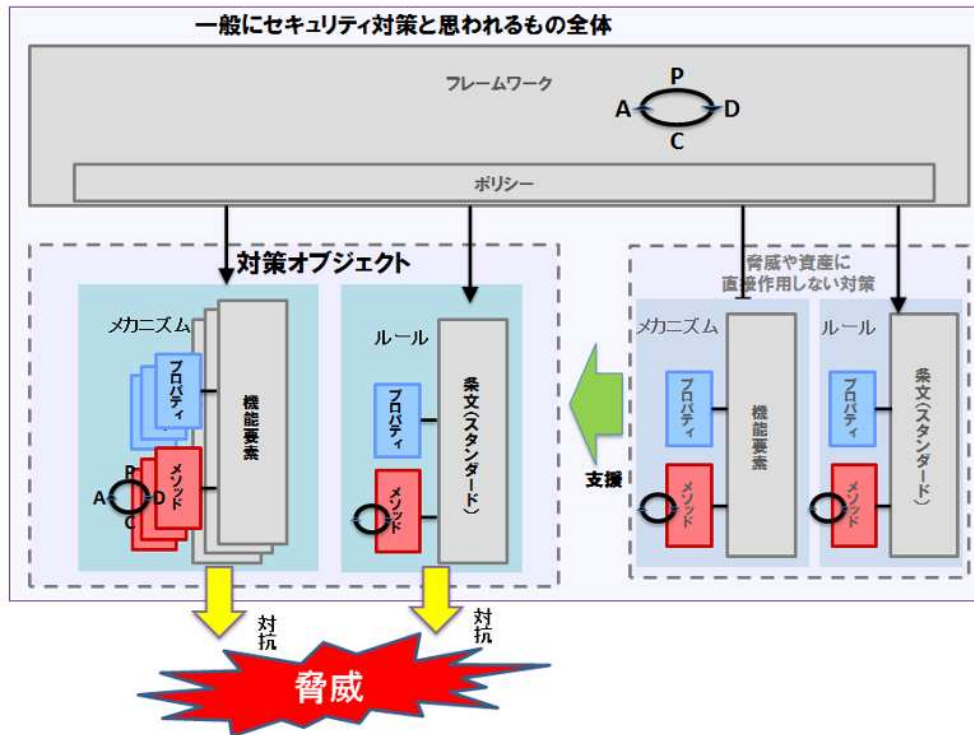 一般にセキュリティ対策と思われるもの全体
フレームワーク
P
A
D
C
ポリシー
対策オブジェクト
メカニズム
プロパティ
メソッド
P
A
D
C
機能要素
ルール
プロパティ
メソッド
条文(スタンダード)
支援
脅威や資産に
直接作用しない対策
メカニズム
プロパティ
メソッド
機能要素
ルール
プロパティ
メソッド
条文(スタンダード)
対抗
対抗
脅威